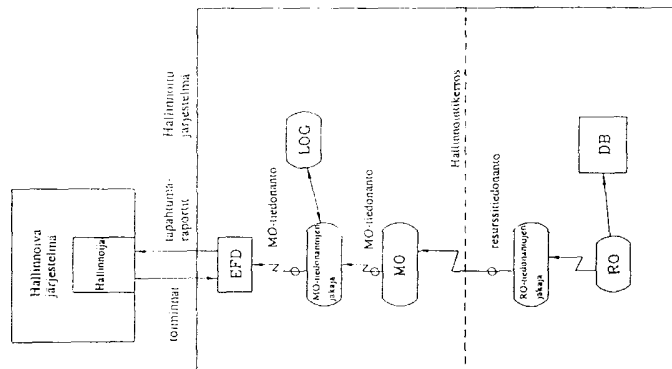 Hallinnoiva
järjestelmä
Hallinnoija
toiminnat
tapahtuma-
raportit
Hallinnoitu
järjestelmä
EFD
MO-tiedonanto
LOG
MO-tiedonantojen
jakaja
MO-tiedonanto
MO
Hallinnointikerros
resurssitiedonanto
RO-tiedonantojen
jakaja
DB
RO